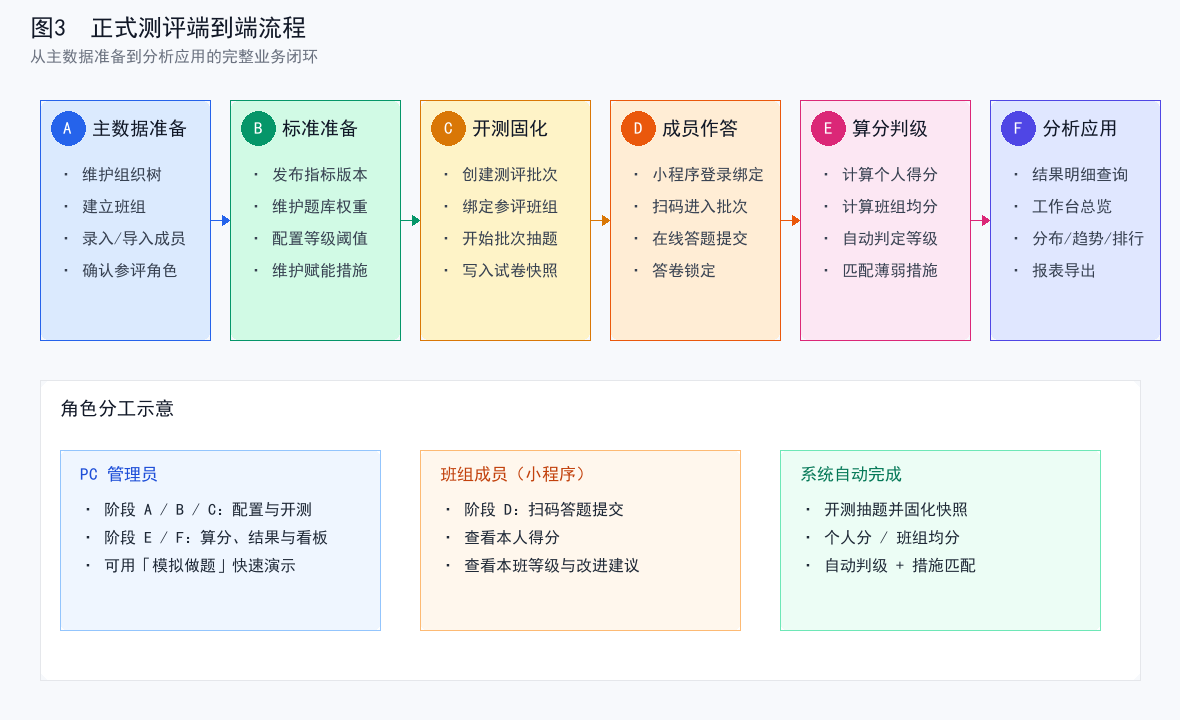 图3　正式测评端到端流程
从主数据准备到分析应用的完整业务闭环
A 主数据准备
· 维护组织树
· 建立班组
· 录入/导入成员
· 确认参评角色
B 标准准备
· 发布指标版本
· 维护题库权重
· 配置等级阈值
· 维护赋能措施
C 开测固化
· 创建测评批次
· 绑定参评班组
· 开始批次抽题
· 写入试卷快照
D 成员作答
· 小程序登录绑定
· 扫码进入批次
· 在线答题提交
· 答卷锁定
E 算分判级
· 计算个人得分
· 计算班组均分
· 自动判定等级
· 匹配薄弱措施
F 分析应用
· 结果明细查询
· 工作台总览
· 分布/趋势/排行
· 报表导出
角色分工示意
PC 管理员
· 阶段 A / B / C：配置与开测
· 阶段 E / F：算分、结果与看板
· 可用「模拟做题」快速演示
班组成员（小程序）
· 阶段 D：扫码答题提交
· 查看本人得分
· 查看本班等级与改进建议
系统自动完成
· 开测抽题并固化快照
· 个人分 / 班组均分
· 自动判级 + 措施匹配